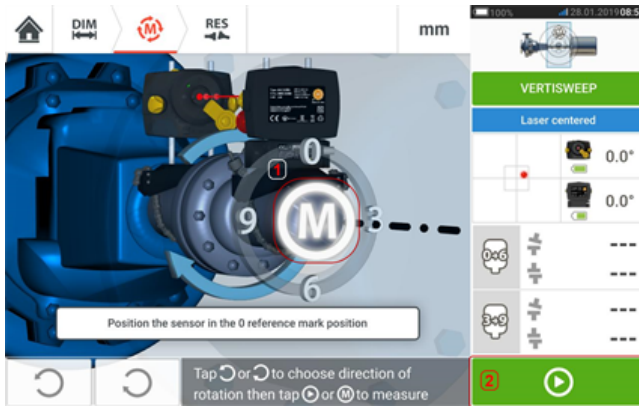 DIM
M
RES
mm
100%
28.01.2019 08:5
VERTISWEEP
Laser centered
0.0°
0.0°
1
0
9
M
3
6
0↔6
---
---
3↔9
---
---
Position the sensor in the 0 reference mark position
Tap or to choose direction of
rotation then tap or M to measure
2